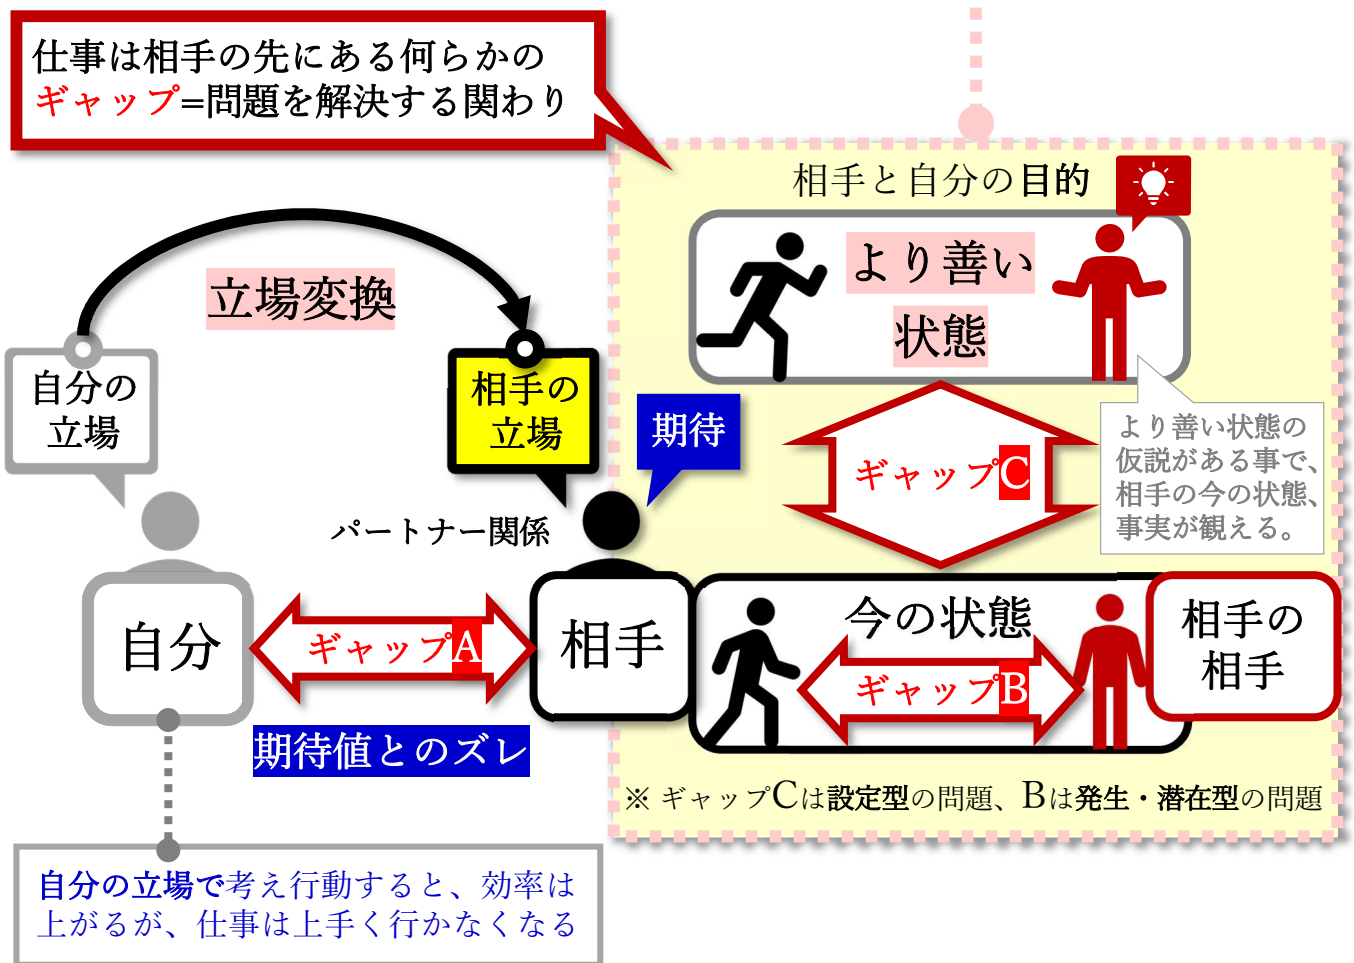 仕事は相手の先にある何らかの
ギャップ=問題を解決する関わり
相手と自分の目的
より善い
状態
立場変換
自分の
立場
相手の
立場
期待
ギャップC
より善い状態の
仮説がある事で、
相手の今の状態、
事実が観える。
パートナー関係
自分
ギャップA
相手
今の状態
ギャップB
相手の
相手
期待値とのズレ
※ ギャップCは設定型の問題、Bは発生・潜在型の問題
自分の立場で考え行動すると、効率は
上がるが、仕事は上手く行かなくなる